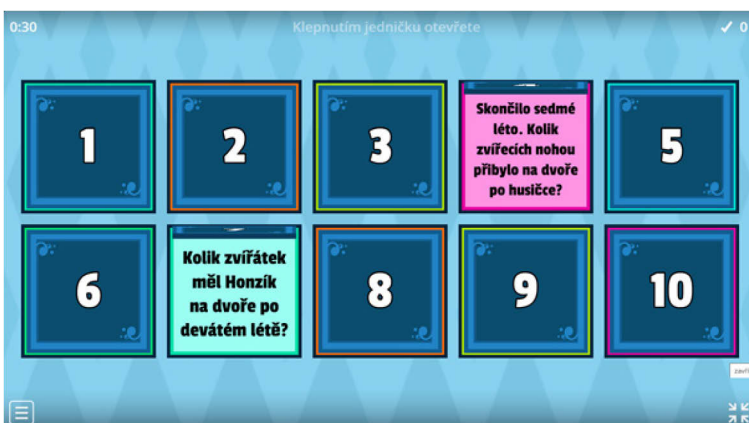 0:30
Klepnutím jedničku otevřete
✓ 0
1
2
3
Skončilo sedmé
léto. Kolik
zvířecích nohou
přibylo na dvoře
po husičce?
5
6
Kolik zvířátek
měl Honzík
na dvoře po
devátém létě?
8
9
10